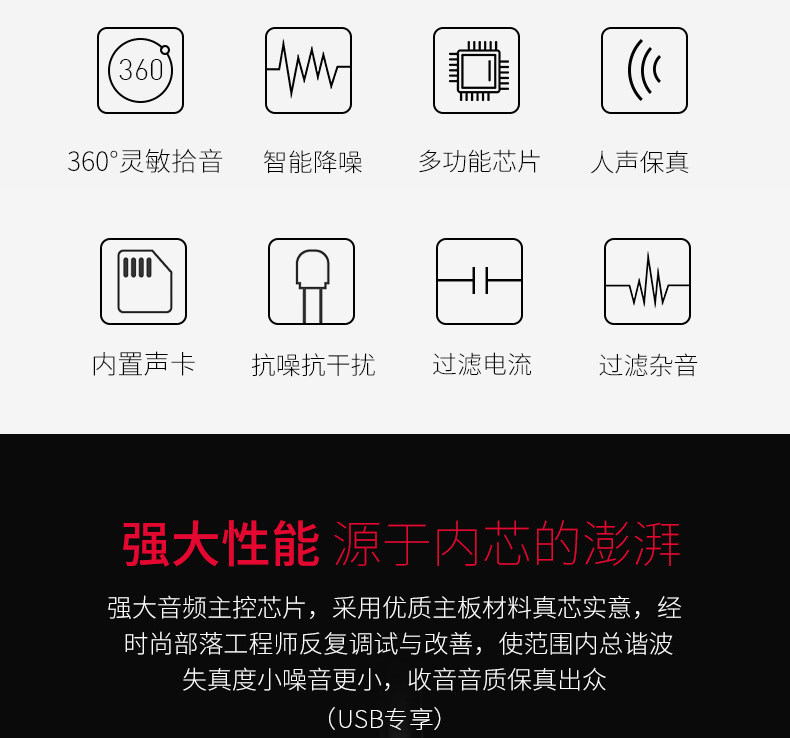 360
360°灵敏拾音 智能降噪 多功能芯片 人声保真
内置声卡 抗噪抗干扰 过滤电流 过滤杂音
强大性能 源于内芯的澎湃
强大音频主控芯片，采用优质主板材料真芯实意，经
时尚部落工程师反复调试与改善，使范围内总谐波
失真度小噪音更小，收音音质保真出众
（USB专享）